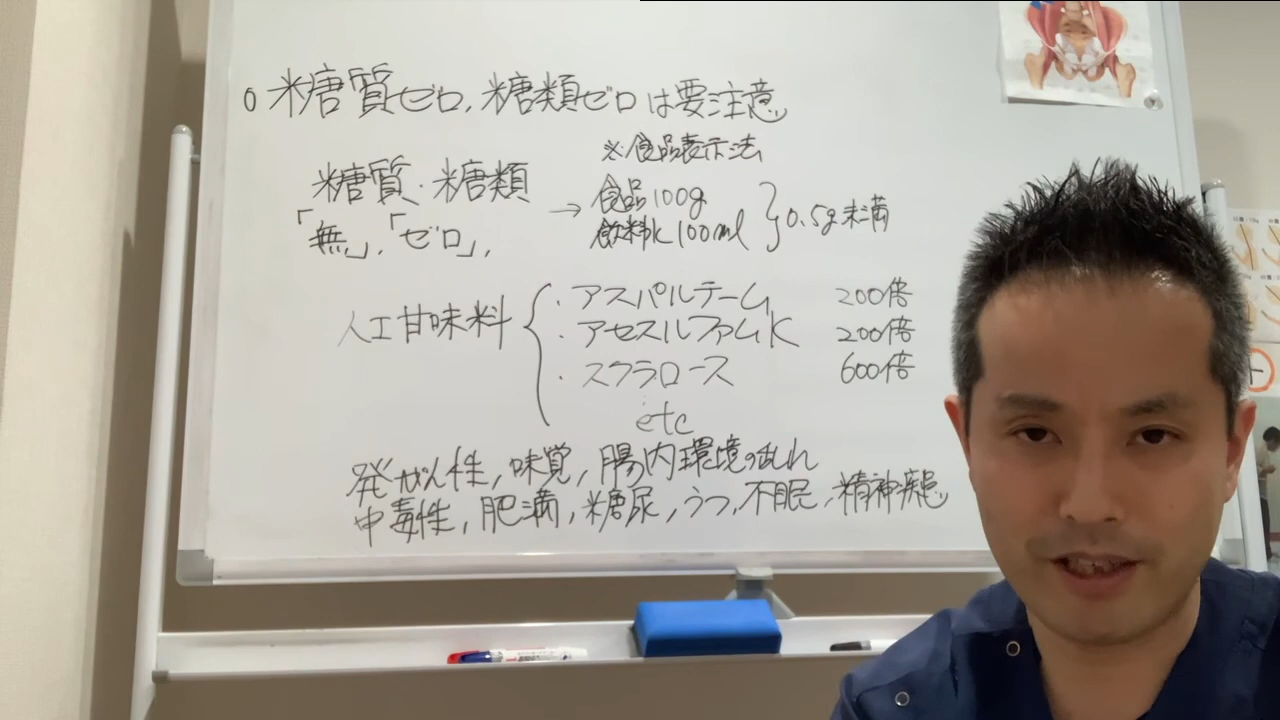 ○ 糖質ゼロ,糖類ゼロは要注意
※食品表示法
糖質・糖類
「無」,「ゼロ」,
→ 食品100g
飲料水100ml } 0.5g未満
人工甘味料
・アスパルテーム 200倍
・アセスルファムK 200倍
・スクラロース 600倍
etc
発がん性,味覚,腸内環境の乱れ
中毒性,肥満,糖尿,うつ,不眠,精神疾患